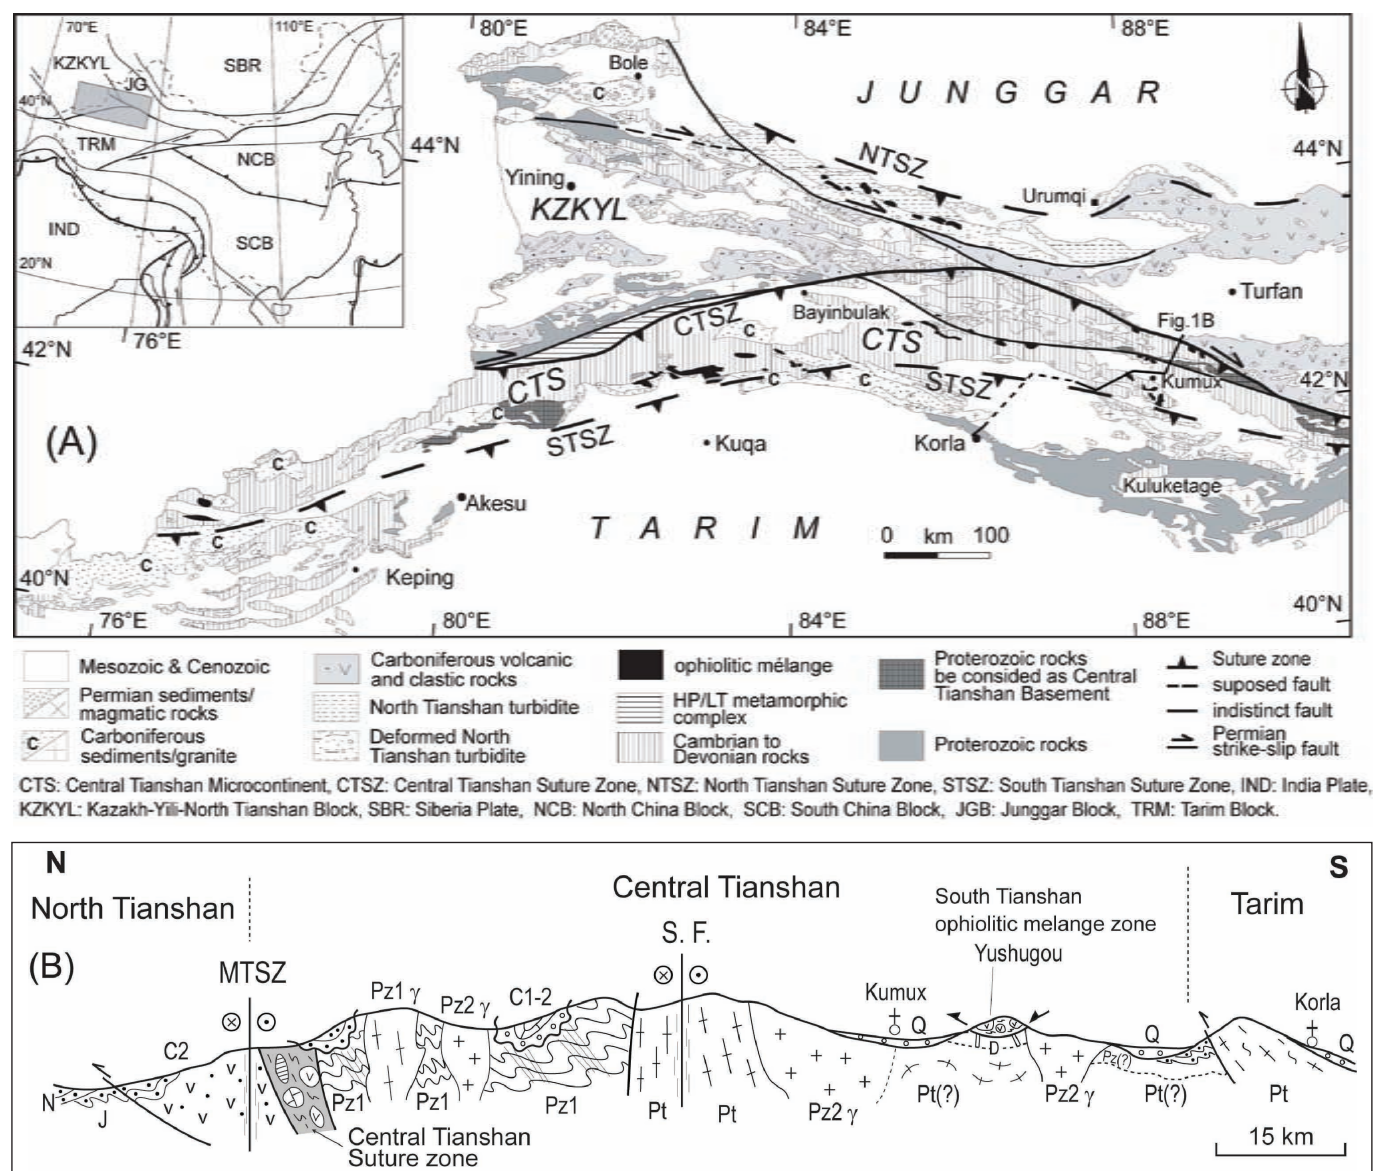 70°E
110°E
KZKYL
JG
SBR
40°N
TRM
NCB
IND
SCB
20°N
76°E
80°E
84°E
88°E
Bole
C
JUNGGAR
44°N
44°N
NTSZ
Yining
KZKYL
Urumqi
Turfan
CTSZ
Bayinbulak
Fig.1B
C
CTS
42°N
CTS
STSZ
Kumux
42°N
C
C
C
(A)
STSZ
Kuqa
Korla
C
Kuluketage
Akesu
TARIM
C
C
0 km 100
C
40°N
Keping
40°N
76°E
80°E
84°E
88°E
Mesozoic & Cenozoic
Permian sediments/
magmatic rocks
C
Carboniferous
sediments/granite
V
Carboniferous volcanic
and clastic rocks
North Tianshan turbidite
Deformed North
Tianshan turbidite
ophiolitic mélange
HP/LT metamorphic
complex
Cambrian to
Devonian rocks
Proterozoic rocks
be consided as Central
Tianshan Basement
Proterozoic rocks
Suture zone
suposed fault
indistinct fault
Permian
strike-slip fault
CTS: Central Tianshan Microcontinent, CTSZ: Central Tianshan Suture Zone, NTSZ: North Tianshan Suture Zone, STSZ: South Tianshan Suture Zone, IND: India Plate,
KZKYL: Kazakh-Yili-North Tianshan Block, SBR: Siberia Plate, NCB: North China Block, SCB: South China Block, JGB: Junggar Block, TRM: Tarim Block.
N
S
North Tianshan
Central Tianshan
South Tianshan
ophiolitic melange zone
Yushugou
Tarim
(B)
MTSZ
S. F.
Pz1 γ
Pz2 γ
C1-2
Kumux
Q
Korla
C2
Q
Q
D
Pz(?)
N
J
Pz1
Pz1
Pz1
Pt
Pt
Pz2 γ
Pt(?)
Pz2 γ
Pt(?)
Pt
Central Tianshan
Suture zone
15 km